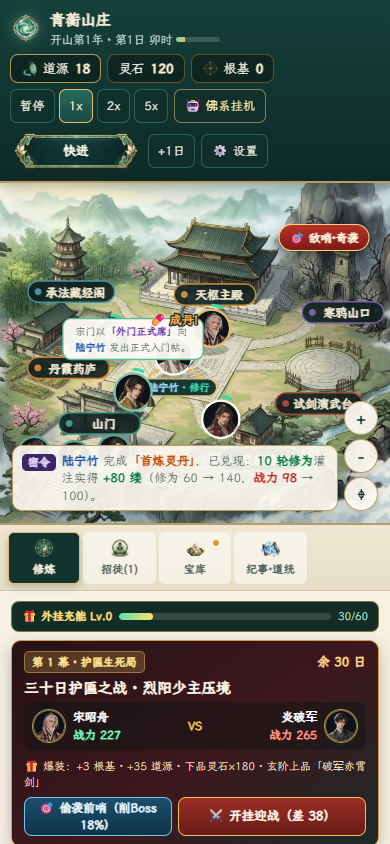 青蘅山庄
开山第1年·第1日 卯时
道源 18
灵石 120
根基 0
暂停
1x
2x
5x
佛系挂机
快进
+1日
设置
敌哨·奇袭
承法藏经阁
天枢主殿
寒鸦山口
成丹!
宗门以「外门正式席」向
陆宁竹 发出正式入门帖。
丹霞药庐
陆宁竹·修行
试剑演武台
山门
+
-
密令
陆宁竹 完成「首炼灵丹」，已兑现：10 轮修为灌
注实得 +80 缕（修为 60 → 140，战力 98 →
100）。
修炼
招徒(1)
宝库
纪事·道统
外挂充能 Lv.0
30/60
第 1 幕·护匾生死局
余 30 日
三十日护匾之战·烈阳少主压境
宋昭舟
战力 227
VS
炎破军
战力 265
爆装：+3 根基·+35 道源·下品灵石×180·玄阶上品「破军赤霄
剑」
偷袭前哨（削Boss
18%）
开挂迎战（差 38）